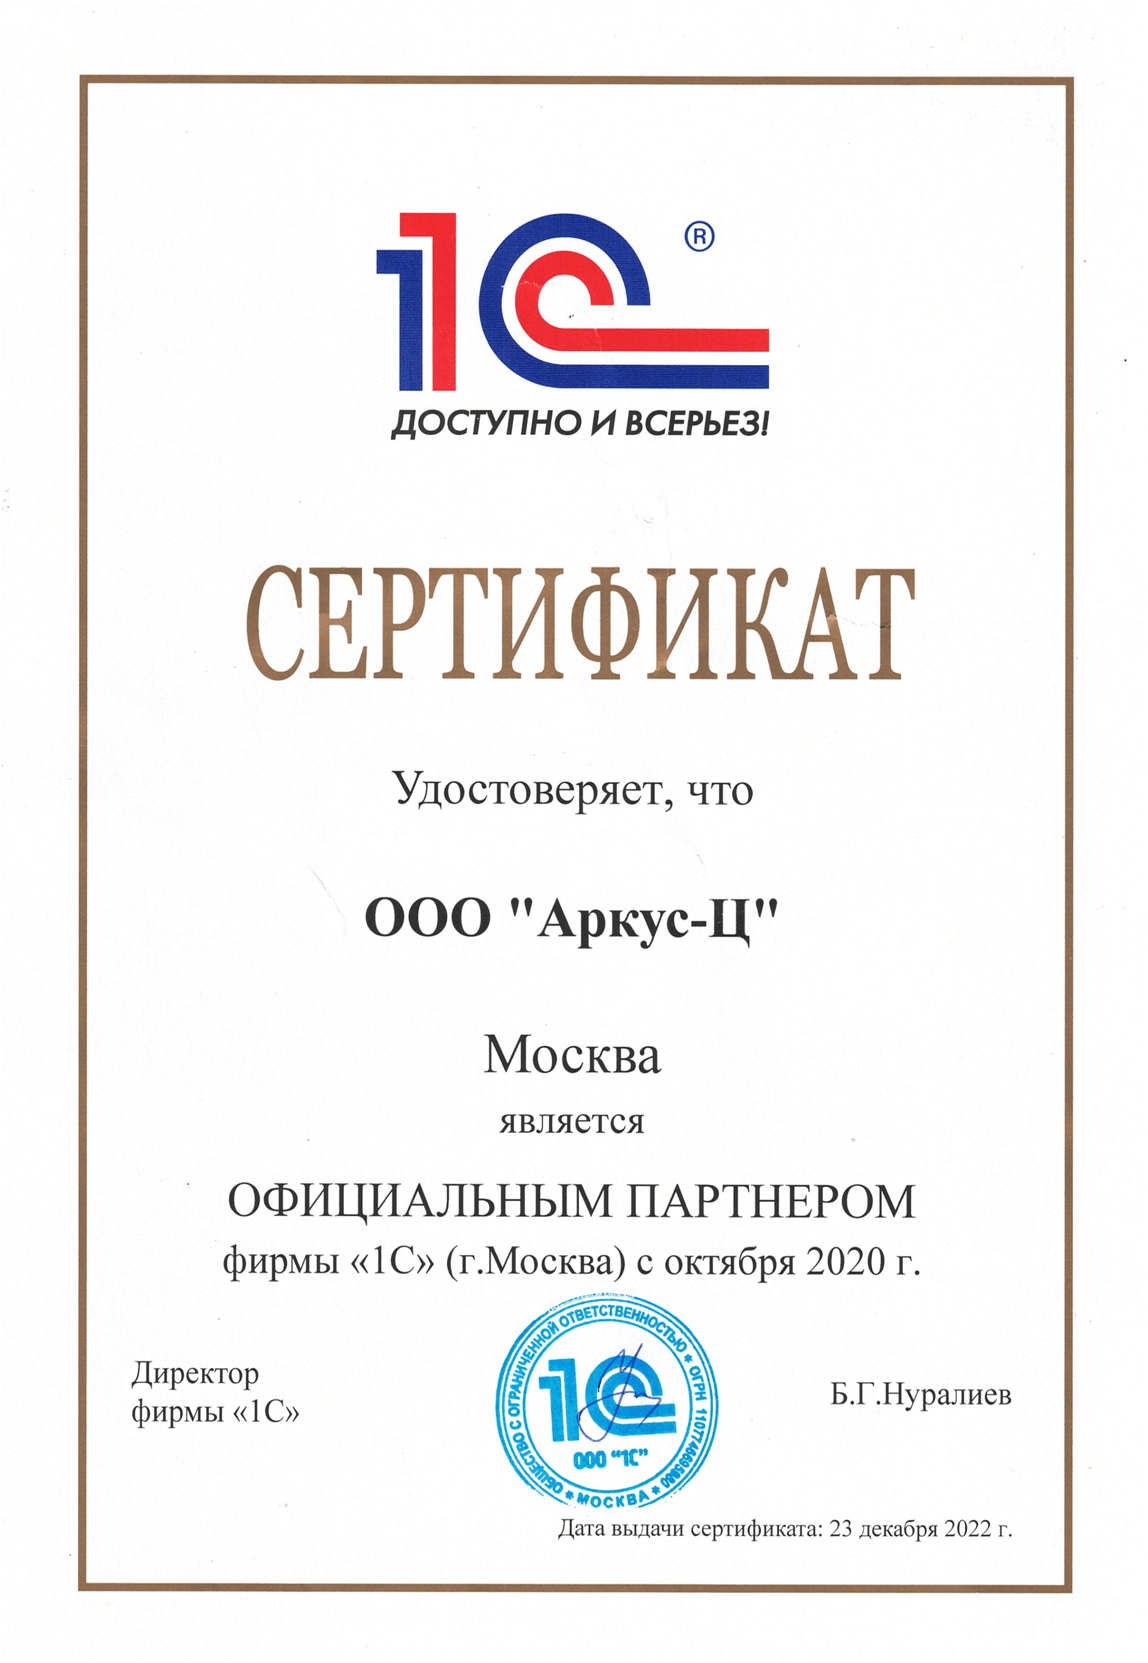 1С®
ДОСТУПНО И ВСЕРЬЕЗ!
СЕРТИФИКАТ
Удостоверяет, что
ООО "Аркус-Ц"
Москва
является
ОФИЦИАЛЬНЫМ ПАРТНЕРОМ
фирмы «1С» (г.Москва) с октября 2020 г.
Директор
фирмы «1С»
Б.Г.Нуралиев
ОБЩЕСТВО С ОГРАНИЧЕННОЙ ОТВЕТСТВЕННОСТЬЮ * ОГРН
* МОСКВА *
1С
ООО "1С"
Дата выдачи сертификата: 23 декабря 2022 г.